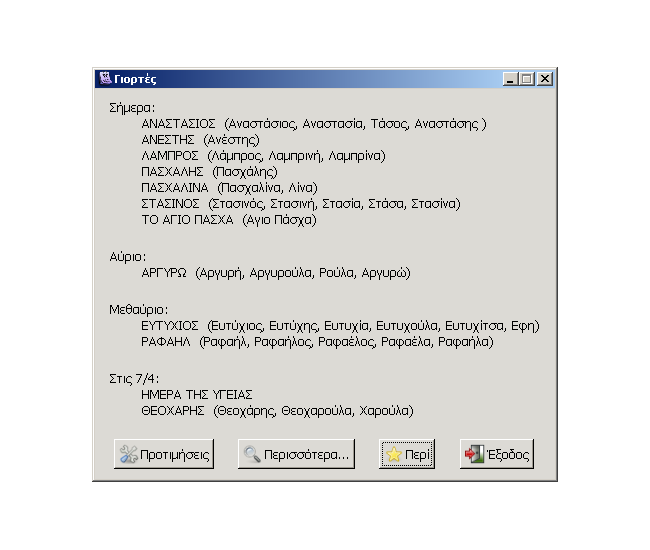 Γιορτές
Σήμερα:
ΑΝΑΣΤΑΣΙΟΣ (Αναστάσιος, Αναστασία, Τάσος, Αναστάσης )
ΑΝΕΣΤΗΣ (Ανέστης)
ΛΑΜΠΡΟΣ (Λάμπρος, Λαμπρινή, Λαμπρίνα)
ΠΑΣΧΑΛΗΣ (Πασχάλης)
ΠΑΣΧΑΛΙΝΑ (Πασχαλίνα, Λίνα)
ΣΤΑΣΙΝΟΣ (Στασινός, Στασινή, Στασία, Στάσα, Στασίνα)
ΤΟ ΑΓΙΟ ΠΑΣΧΑ (Αγιο Πάσχα)
Αύριο:
ΑΡΓΥΡΩ (Αργυρή, Αργυρούλα, Ρούλα, Αργυρώ)
Μεθαύριο:
ΕΥΤΥΧΙΟΣ (Ευτύχιος, Ευτύχης, Ευτυχία, Ευτυχούλα, Ευτυχίτσα, Εφη)
ΡΑΦΑΗΛ (Ραφαήλ, Ραφαήλος, Ραφαέλος, Ραφαέλα, Ραφαήλα)
Στις 7/4:
ΗΜΕΡΑ ΤΗΣ ΥΓΕΙΑΣ
ΘΕΟΧΑΡΗΣ (Θεοχάρης, Θεοχαρούλα, Χαρούλα)
Προτιμήσεις Περισσότερα... Περί Έξοδος